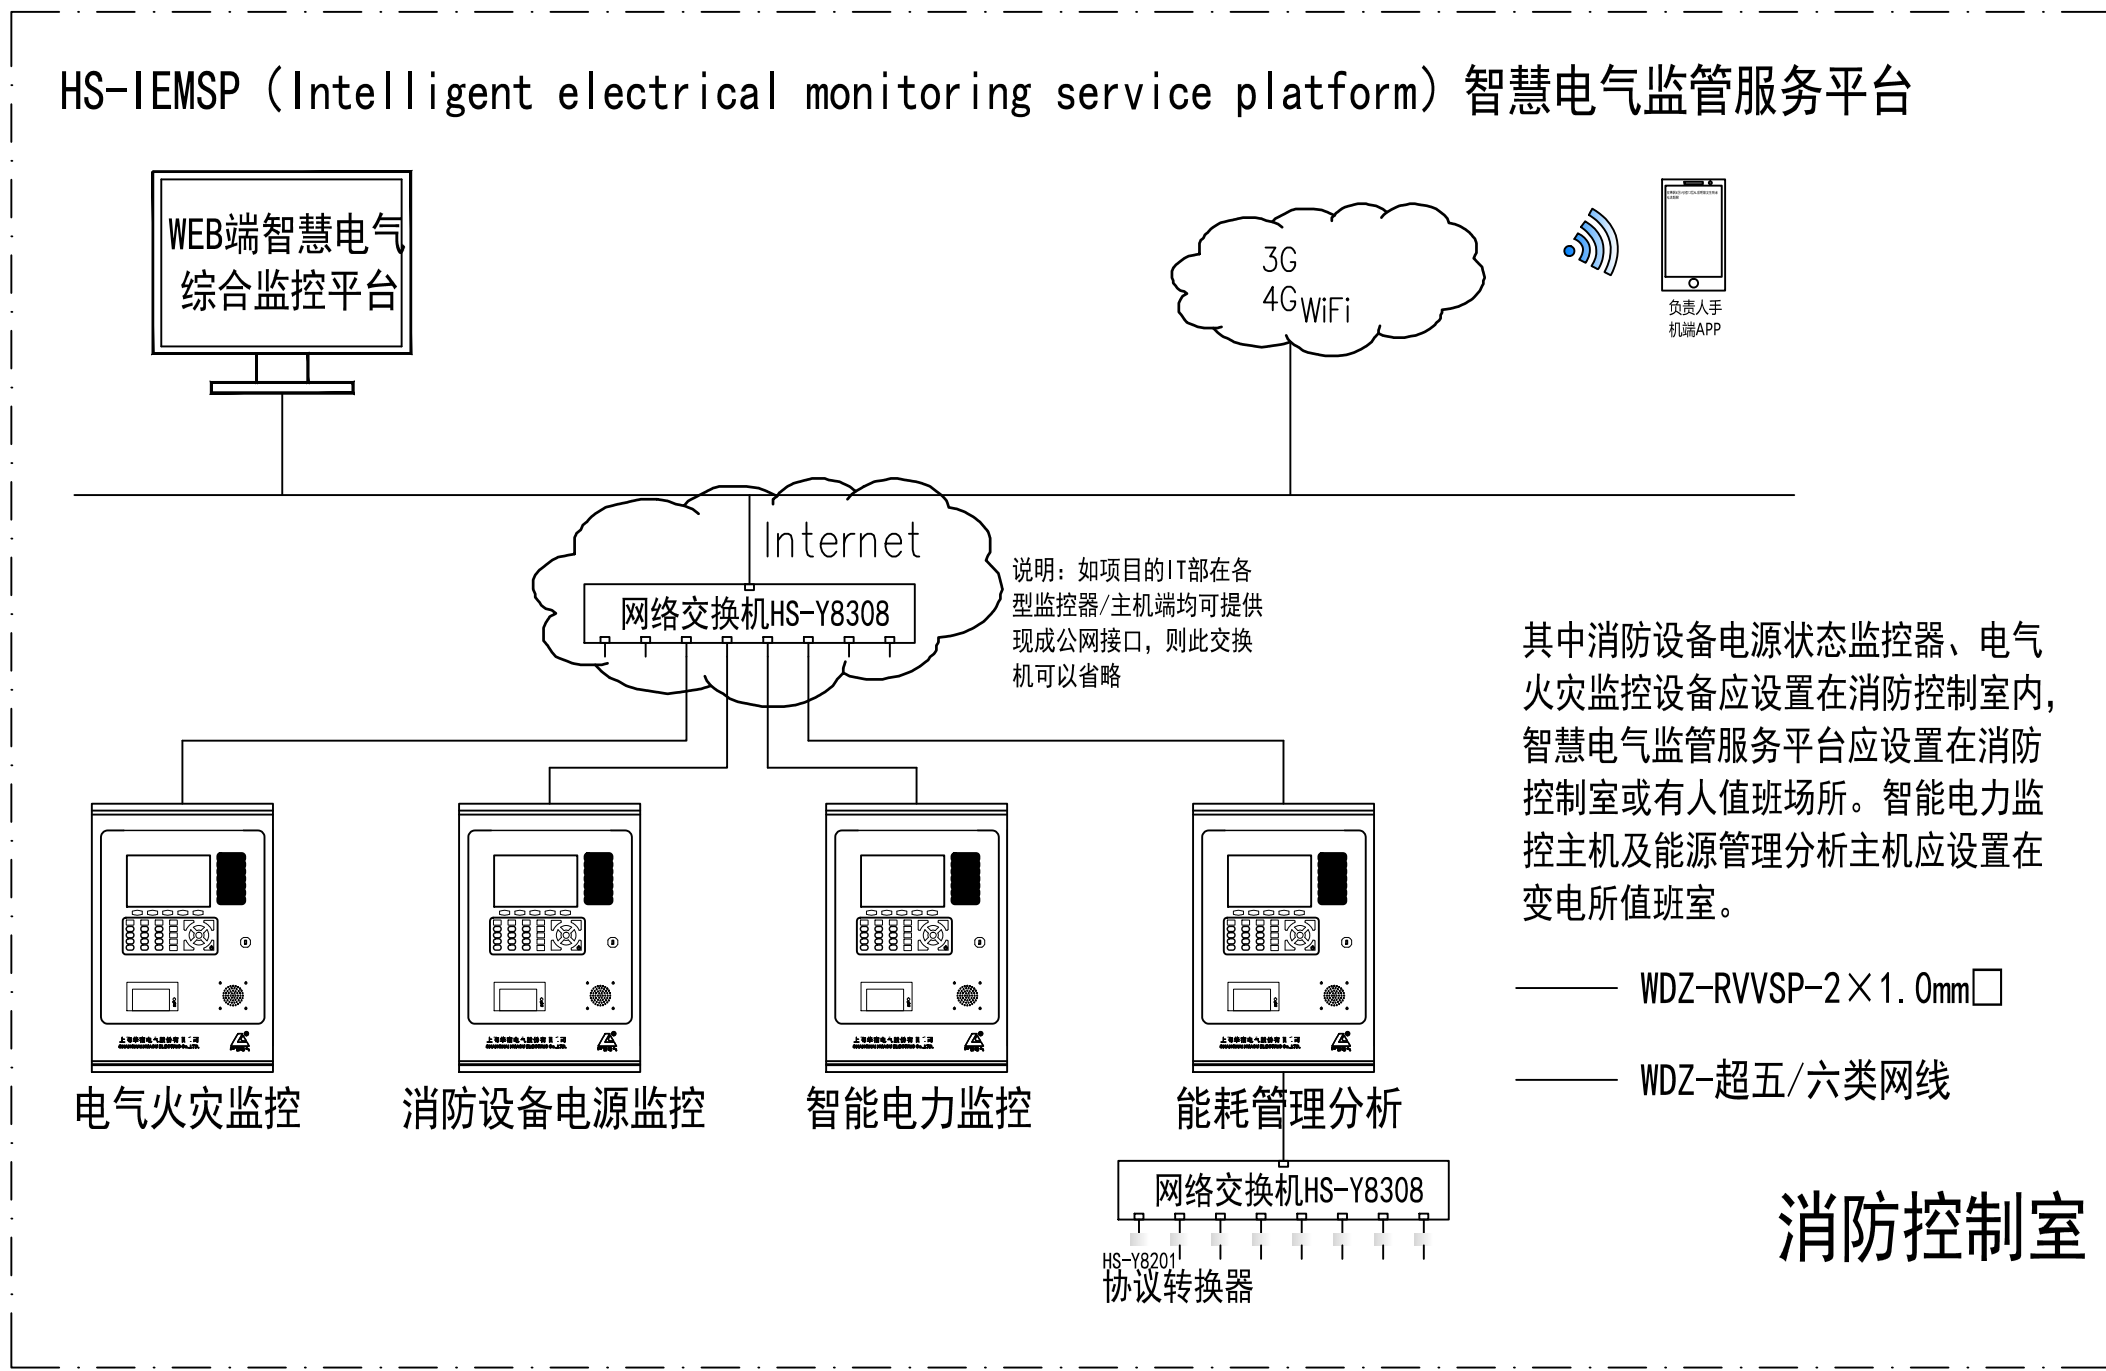 HS-IEMSP（Intelligent electrical monitoring service platform）智慧电气监管服务平台
WEB端智慧电气
综合监控平台
3G
4G
WiFi
负责人手
机端APP
Internet
网络交换机HS-Y8308
说明：如项目的IT部在各
型监控器/主机端均可提供
现成公网接口，则此交换
机可以省略
其中消防设备电源状态监控器、电气
火灾监控设备应设置在消防控制室内，
智慧电气监管服务平台应设置在消防
控制室或有人值班场所。智能电力监
控主机及能源管理分析主机应设置在
变电所值班室。
WDZ-RVVSP-2×1.0mm□
WDZ-超五/六类网线
电气火灾监控
消防设备电源监控
智能电力监控
能耗管理分析
网络交换机HS-Y8308
HS-Y8201
协议转换器
消防控制室